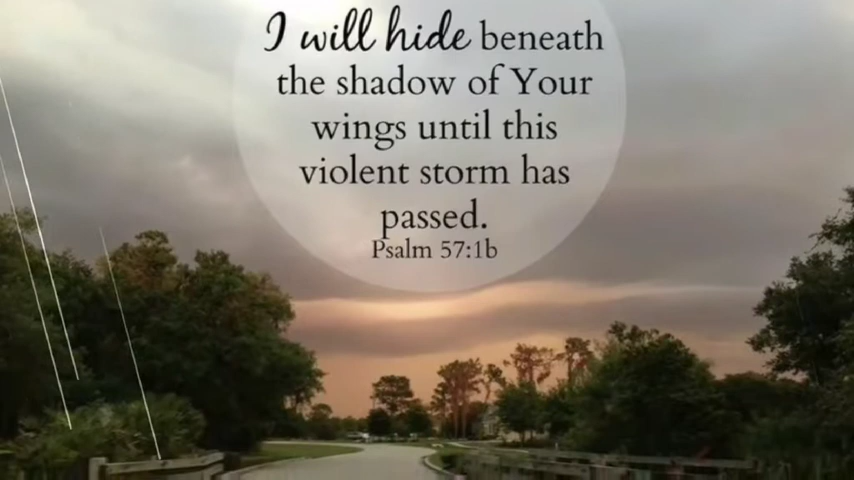 I will hide beneath
the shadow of Your
wings until this
violent storm has
passed.
Psalm 57:1b